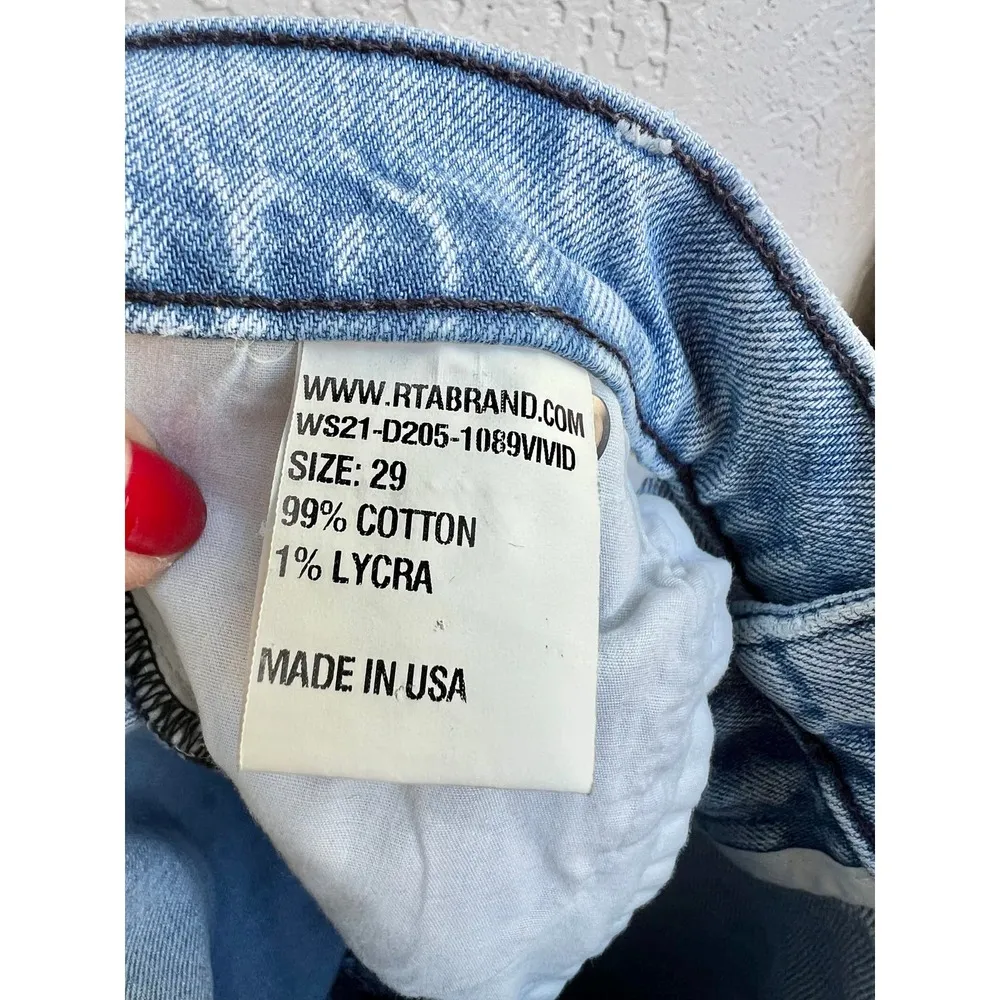 WWW.RTABRAND.COM
WS21-D205-1089VIVID
SIZE: 29
99% COTTON
1% LYCRA
MADE IN USA